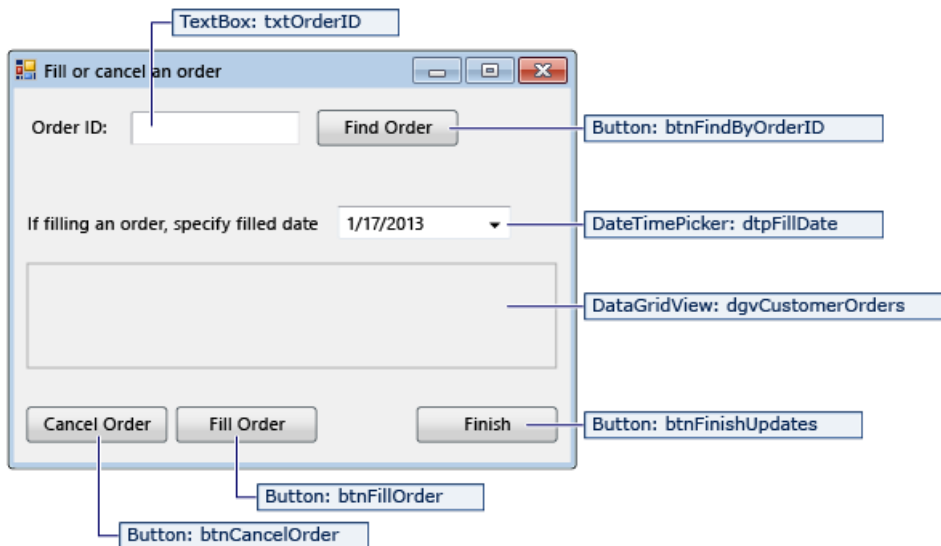 TextBox: txtOrderID
Fill or cancel an order
Order ID:
Find Order
Button: btnFindByOrderID
If filling an order, specify filled date
1/17/2013
DateTimePicker: dtpFillDate
DataGridView: dgvCustomerOrders
Cancel Order
Fill Order
Finish
Button: btnFinishUpdates
Button: btnFillOrder
Button: btnCancelOrder